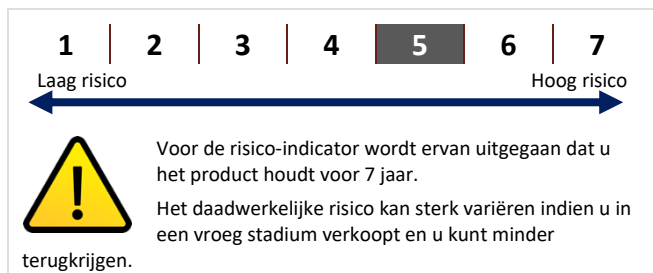 1 2 3 4 5 6 7
Laag risico Hoog risico
Voor de risico-indicator wordt ervan uitgegaan dat u
het product houdt voor 7 jaar.
Het daadwerkelijke risico kan sterk variëren indien u in
een vroeg stadium verkoopt en u kunt minder
terugkrijgen.